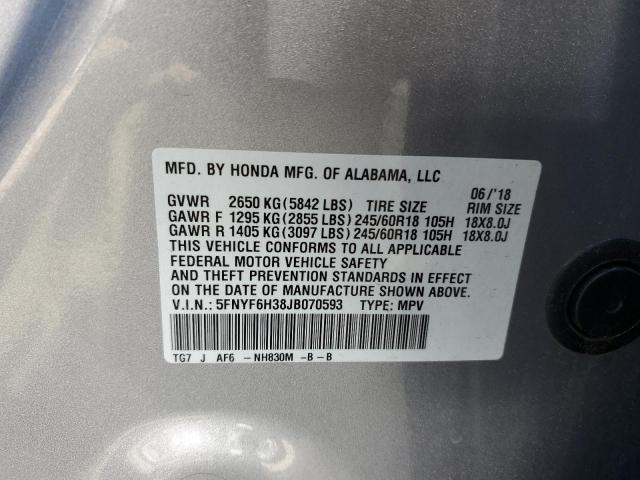 MFD. BY HONDA MFG. OF ALABAMA, LLC 06/'18
GVWR 2650 KG (5842 LBS) TIRE SIZE RIM SIZE
GAWR F 1295 KG (2855 LBS) 245/60R18 105H 18X8.0J
GAWR R 1405 KG (3097 LBS) 245/60R18 105H 18X8.0J
THIS VEHICLE CONFORMS TO ALL APPLICABLE
FEDERAL MOTOR VEHICLE SAFETY
AND THEFT PREVENTION STANDARDS IN EFFECT
ON THE DATE OF MANUFACTURE SHOWN ABOVE.
V.I.N.: 5FNYF6H38JB070593 TYPE: MPV
TG7 J AF6 - NH830M - B - B